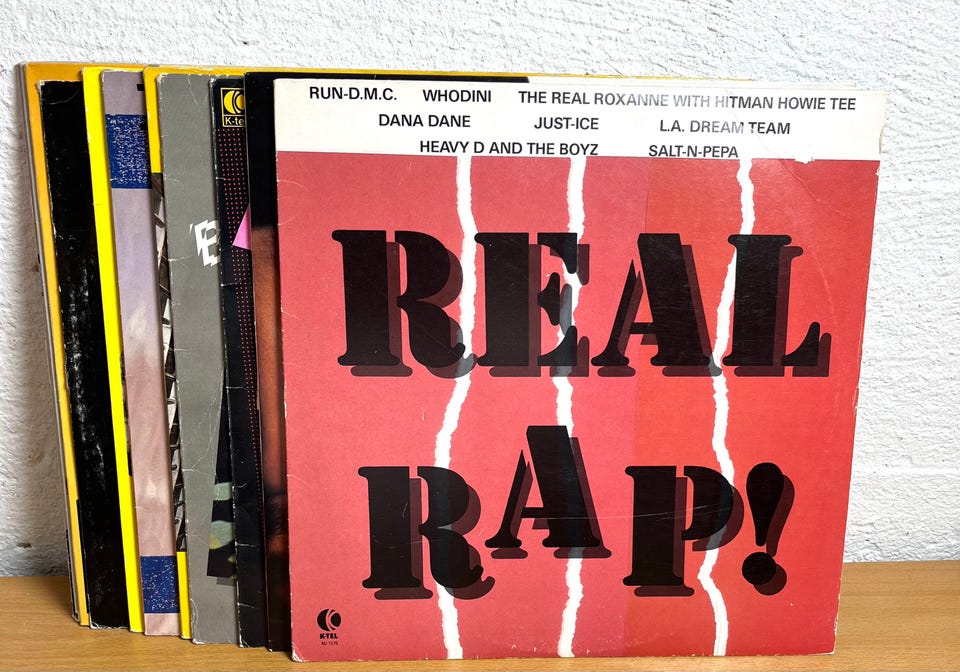 RUN-D.M.C. WHODINI THE REAL ROXANNE WITH HITMAN HOWIE TEE
DANA DANE JUST-ICE L.A. DREAM TEAM
HEAVY D AND THE BOYZ SALT-N-PEPA
REAL
RAP!
K-TEL